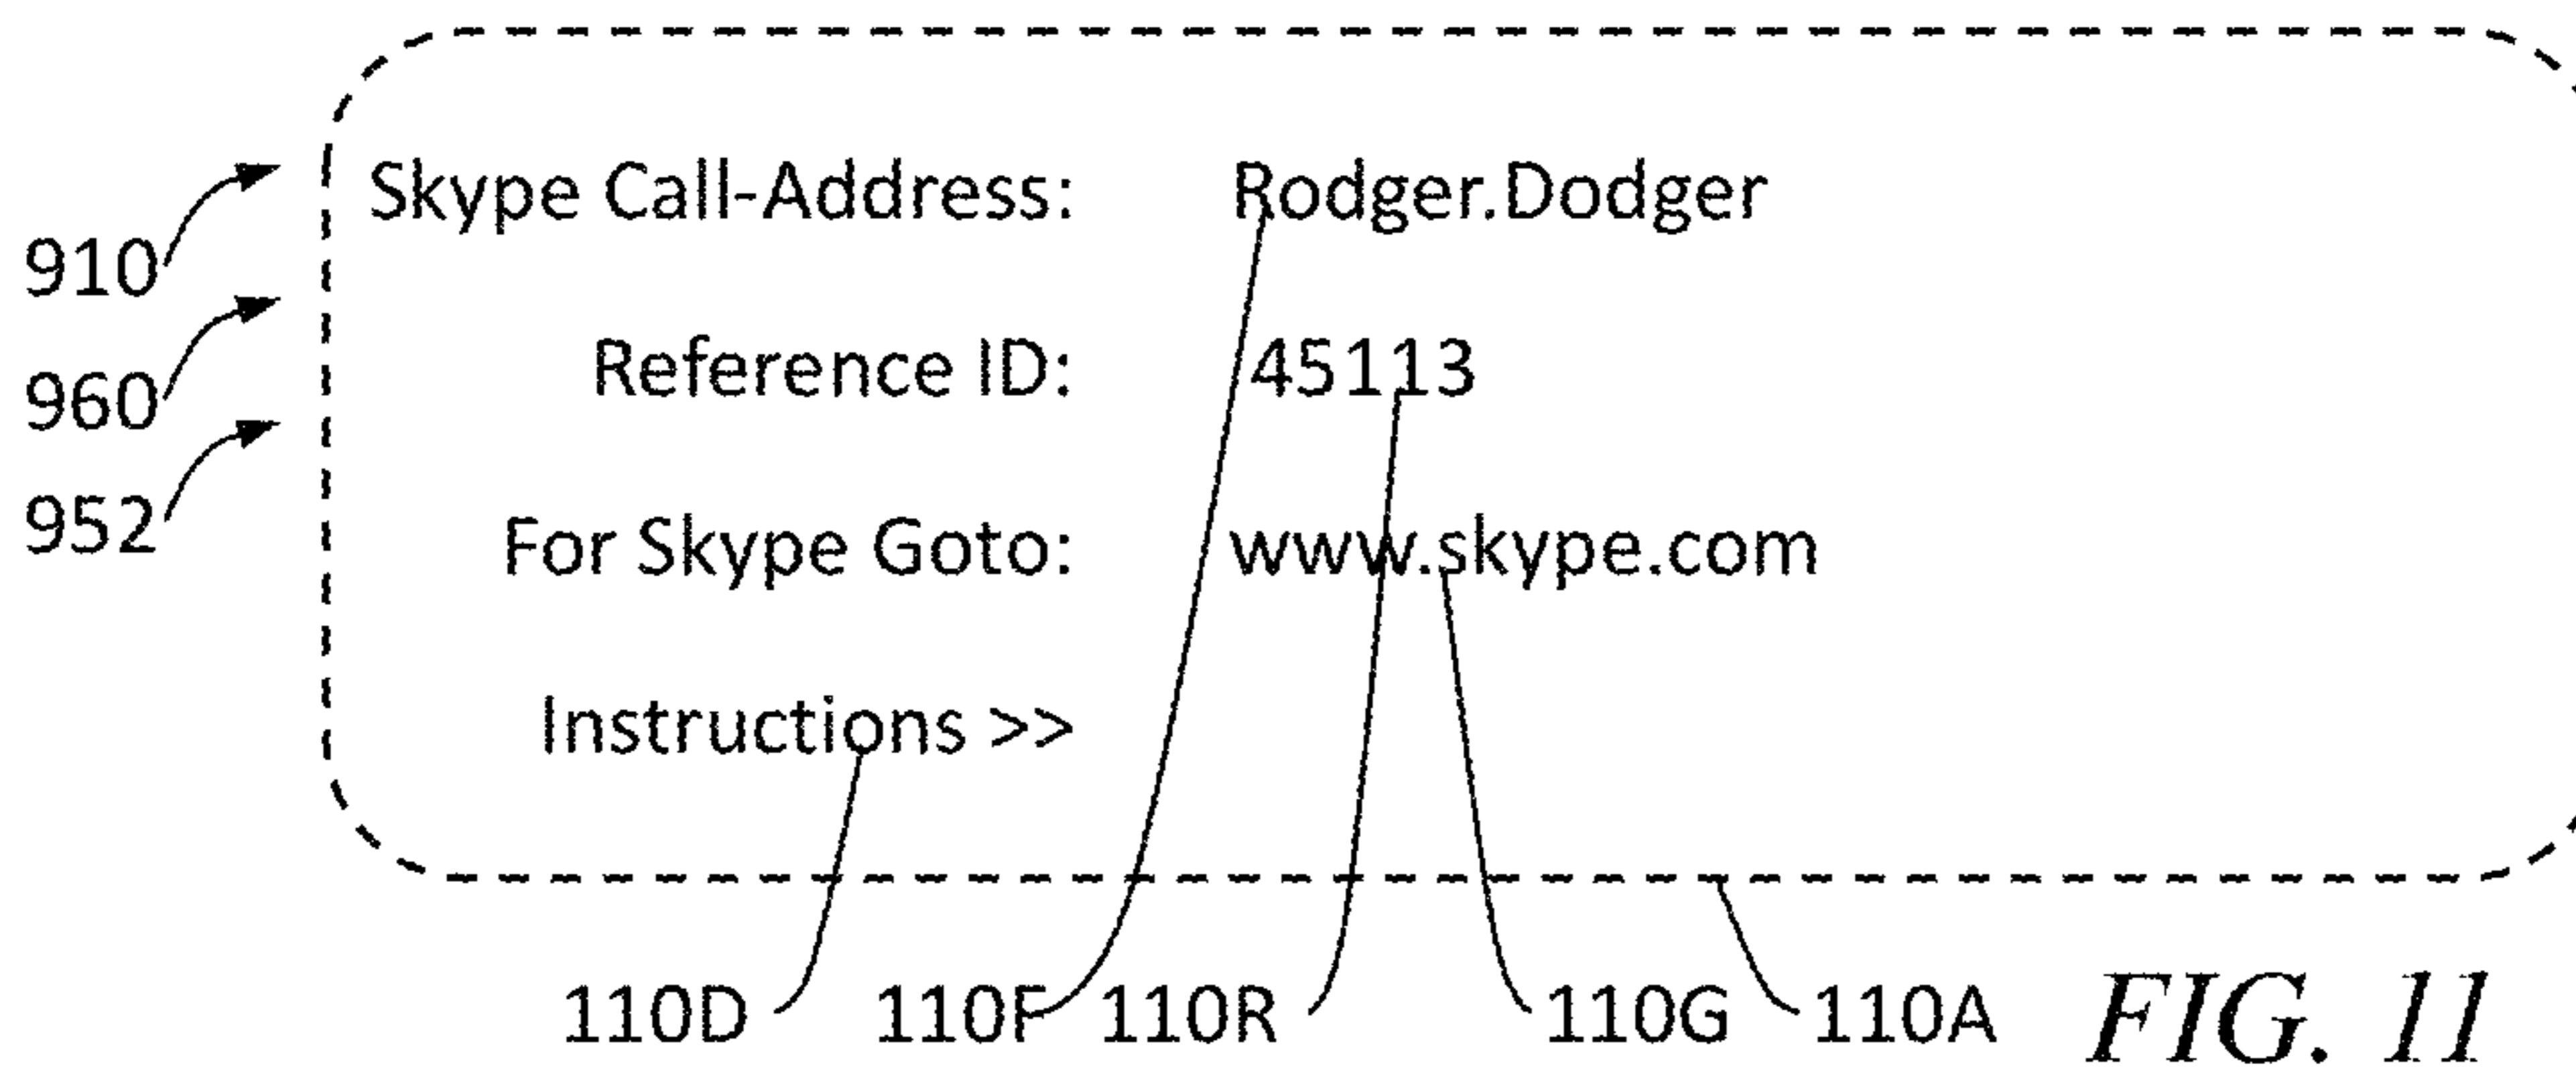 Skype Call-Address: Rodger.Dodger
910
960
Reference ID: 45113
952
For Skype Goto: www.skype.com
Instructions >>
110D 110F 110R 110G 110A FIG. 11